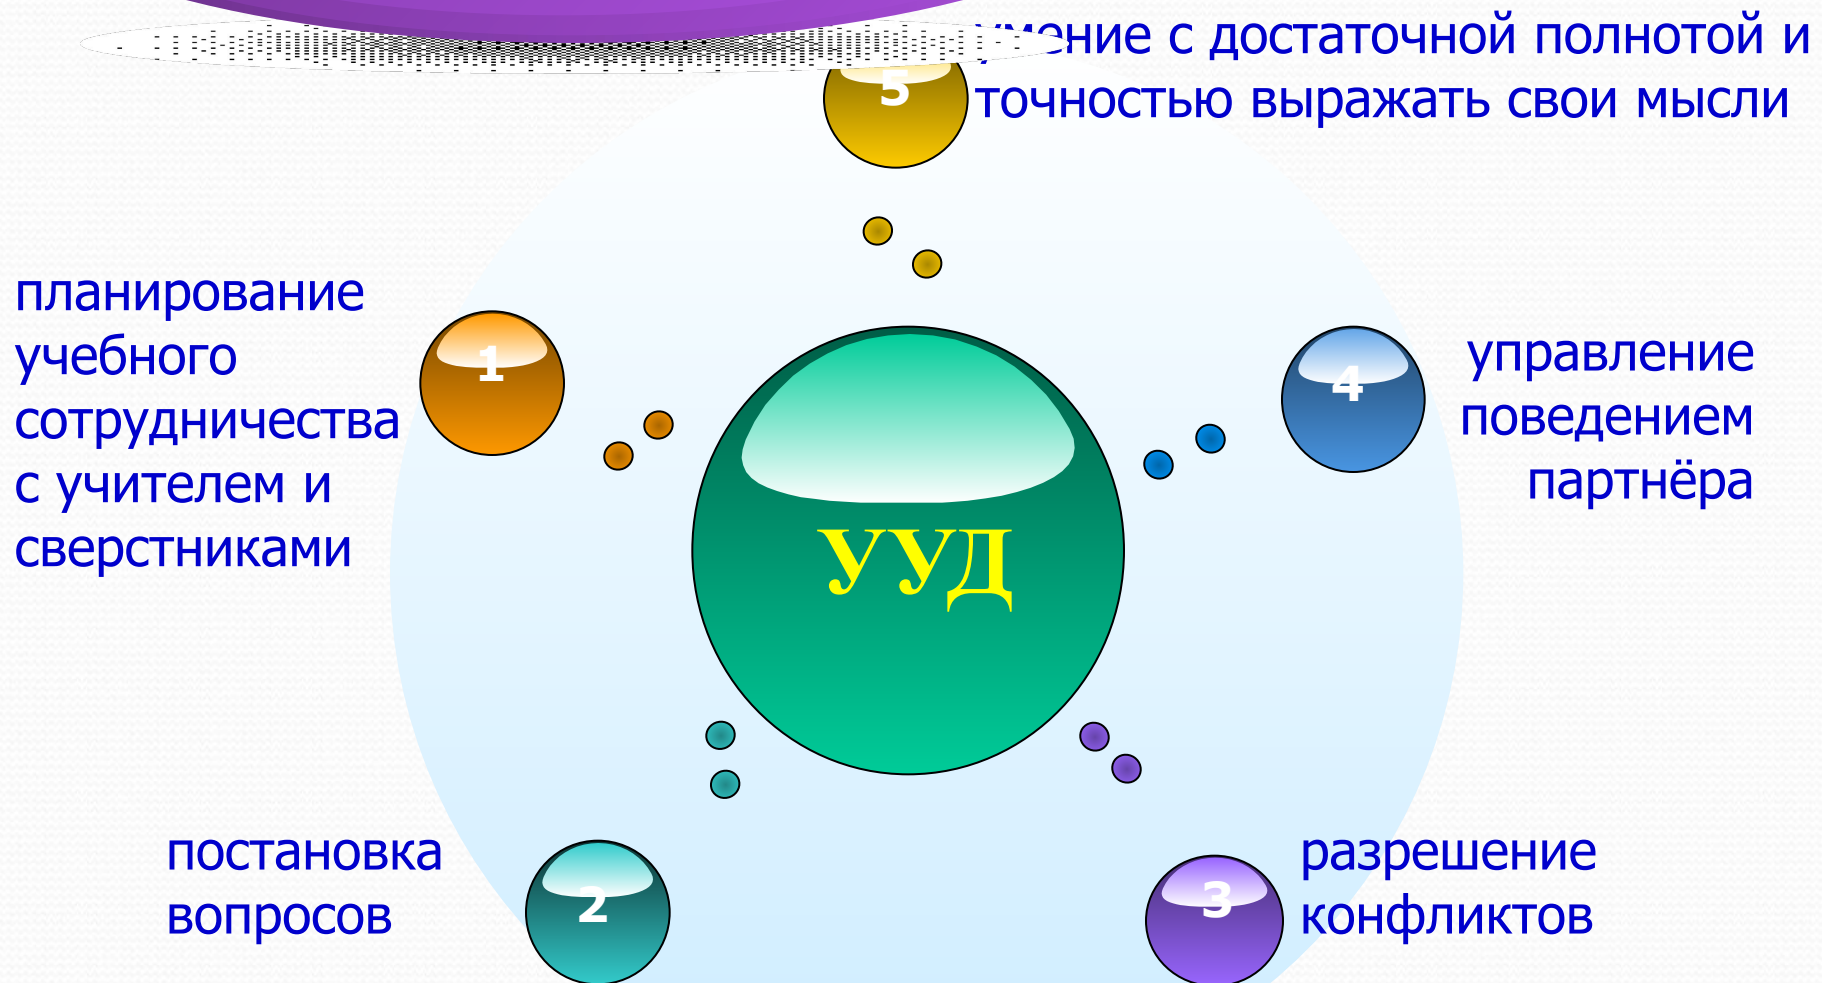 умение с достаточной полнотой и
точностью выражать свои мысли
5
планирование
учебного
сотрудничества
с учителем и
сверстниками
1
4
управление
поведением
партнёра
УУД
постановка
вопросов
2
3
разрешение
конфликтов